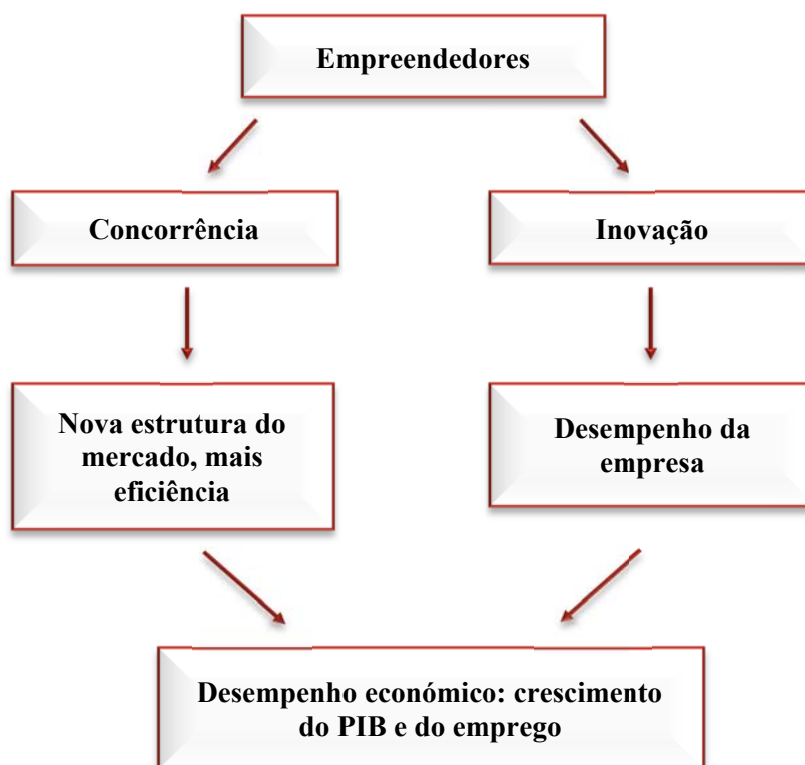 Empreendedores
Concorrência
Inovação
Nova estrutura do
mercado, mais
eficiência
Desempenho da
empresa
Desempenho económico: crescimento
do PIB e do emprego